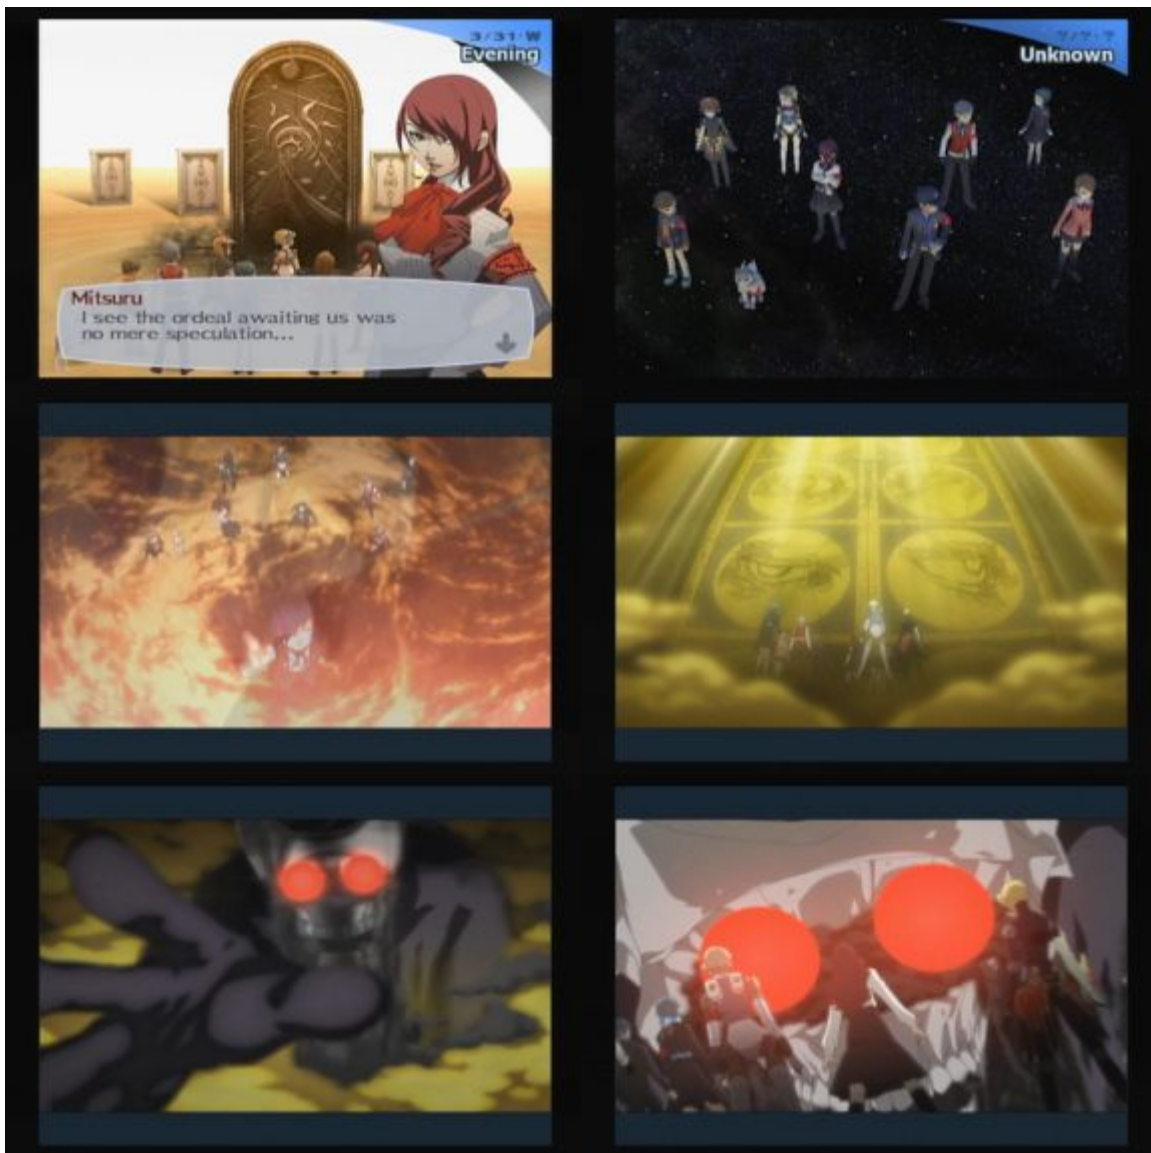 3/31 W
Evening
Mitsuru
I see the ordeal awaiting us was
no mere speculation...
?/?·?
Unknown